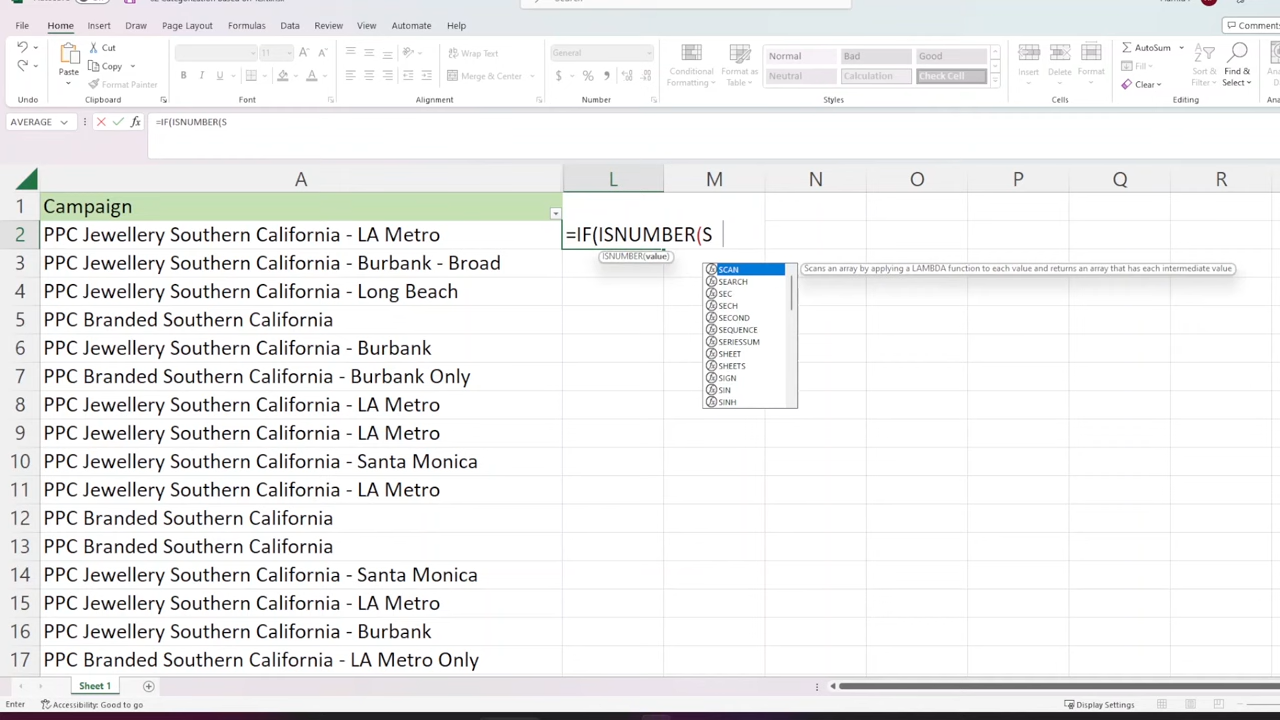 File Home Insert Draw Page Layout Formulas Data Review View Automate Help Comments
Undo
Paste Cut Copy Format Painter
Clipboard
11
B I U A
Font
Wrap Text
Merge & Center
Alignment
General
$ % ,
Number
Conditional Formatting
Format as Table
Normal Bad Good
Neutral Calculation Check Cell
Styles
Insert Delete Format
Cells
AutoSum
Fill
Clear
Sort & Filter
Find & Select
Editing
AVERAGE fx =IF(ISNUMBER(S
A L M N O P Q R
1 Campaign
2 PPC Jewellery Southern California - LA Metro =IF(ISNUMBER(S
ISNUMBER(value)
3 PPC Jewellery Southern California - Burbank - Broad
4 PPC Jewellery Southern California - Long Beach
5 PPC Branded Southern California
6 PPC Jewellery Southern California - Burbank
7 PPC Branded Southern California - Burbank Only
8 PPC Jewellery Southern California - LA Metro
9 PPC Jewellery Southern California - LA Metro
10 PPC Jewellery Southern California - Santa Monica
11 PPC Jewellery Southern California - LA Metro
12 PPC Branded Southern California
13 PPC Branded Southern California
14 PPC Jewellery Southern California - Santa Monica
15 PPC Jewellery Southern California - LA Metro
16 PPC Jewellery Southern California - Burbank
17 PPC Branded Southern California - LA Metro Only
SCAN Scans an array by applying a LAMBDA function to each value and returns an array that has each intermediate value
SEARCH
SEC
SECH
SECOND
SEQUENCE
SERIESSUM
SHEET
SHEETS
SIGN
SIN
SINH
Sheet 1
Enter Accessibility: Good to go Display Settings